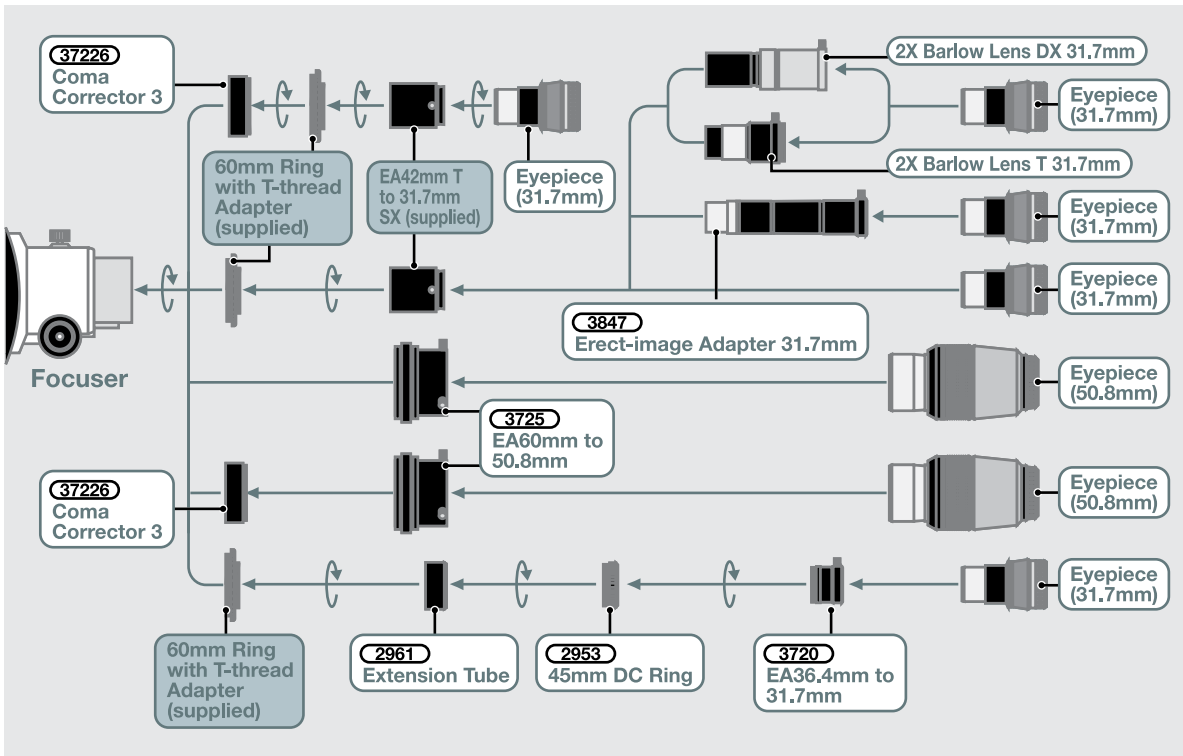 37226
Coma
Corrector 3
60mm Ring
with T-thread
Adapter
(supplied)
EA42mm T
to 31.7mm
SX (supplied)
Eyepiece
(31.7mm)
2X Barlow Lens DX 31.7mm
Eyepiece
(31.7mm)
2X Barlow Lens T 31.7mm
Eyepiece
(31.7mm)
Eyepiece
(31.7mm)
3847
Erect-image Adapter 31.7mm
Focuser
Eyepiece
(50.8mm)
3725
EA60mm to
50.8mm
37226
Coma
Corrector 3
Eyepiece
(50.8mm)
Eyepiece
(31.7mm)
60mm Ring
with T-thread
Adapter
(supplied)
2961
Extension Tube
2953
45mm DC Ring
3720
EA36.4mm to
31.7mm